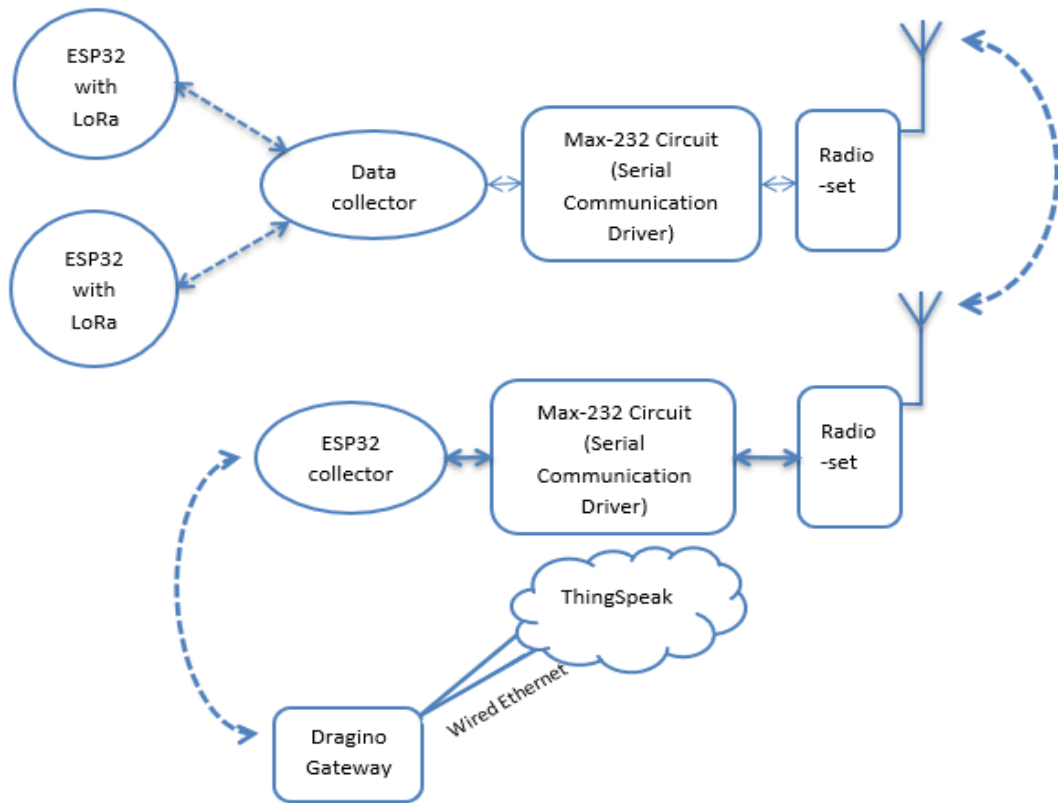 ESP32
with
LoRa
Data
collector
Max-232 Circuit
(Serial
Communication
Driver)
Radio
-set
ESP32
with
LoRa
ESP32
collector
Max-232 Circuit
(Serial
Communication
Driver)
Radio
-set
ThingSpeak
Wired Ethernet
Dragino
Gateway